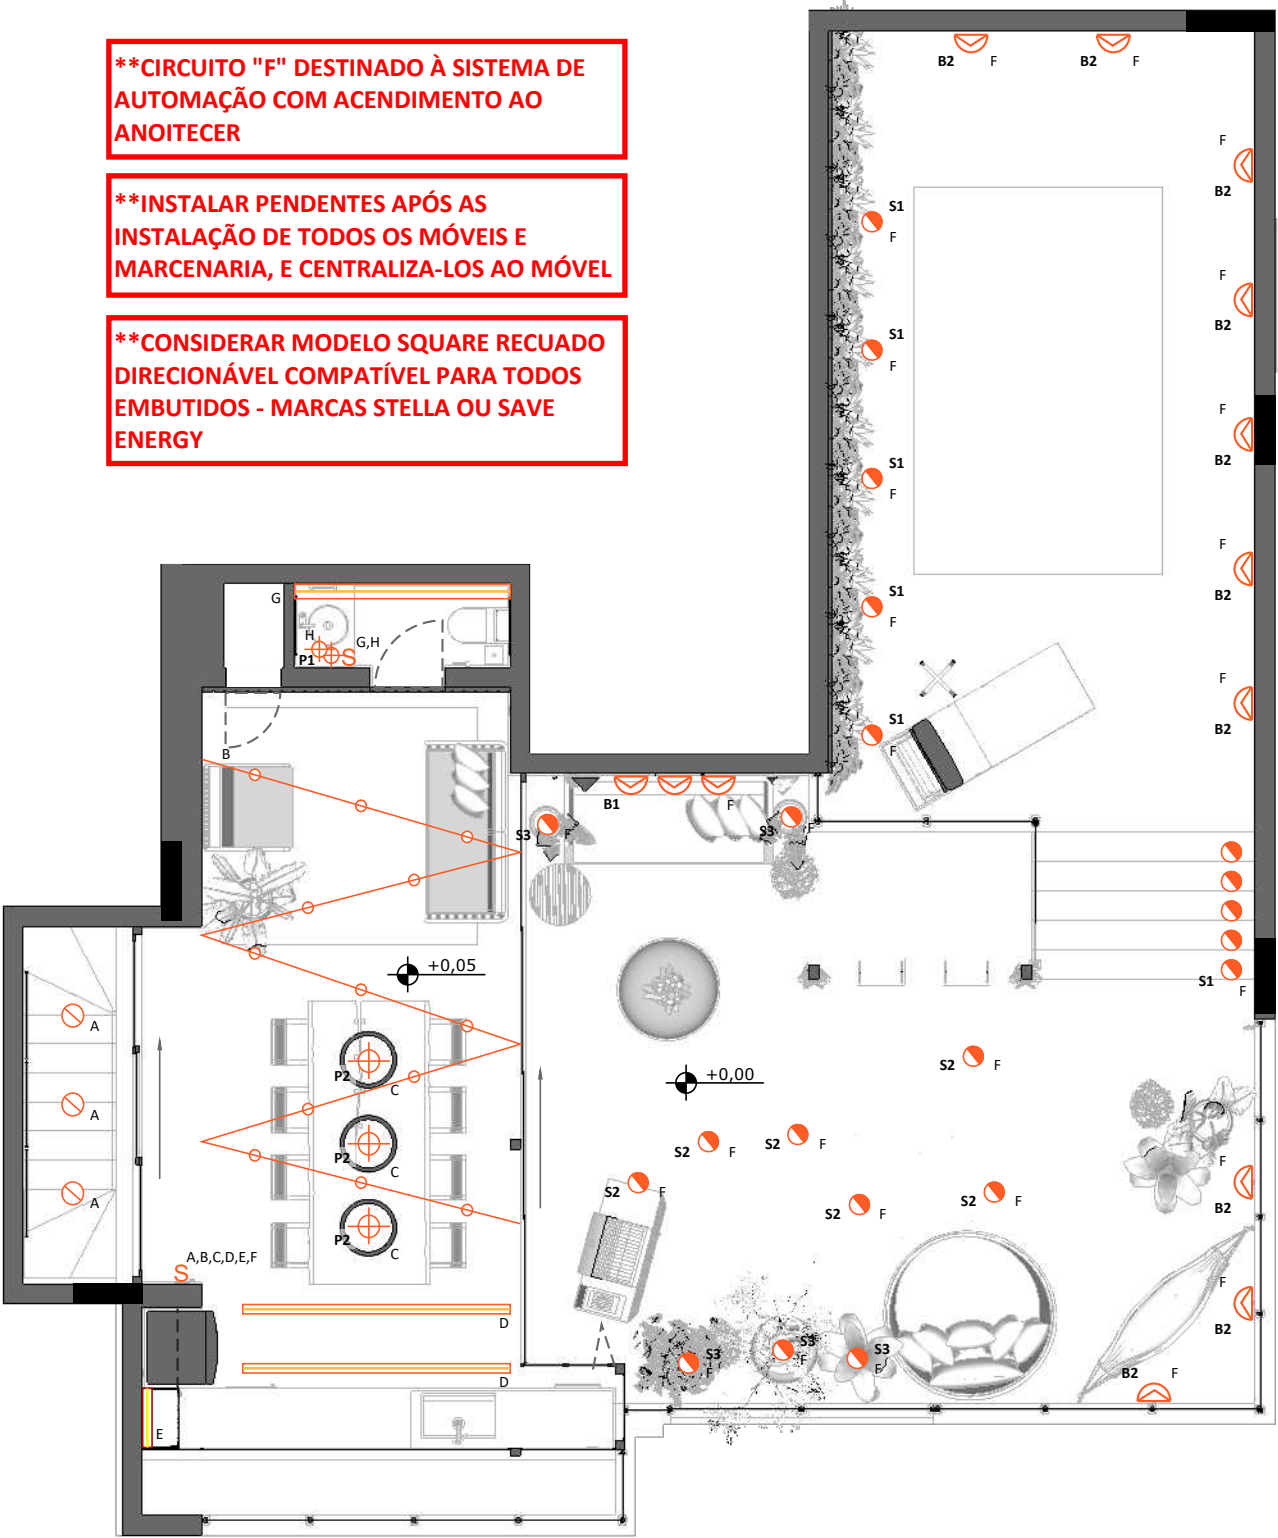 **CIRCUITO "F" DESTINADO À SISTEMA DE
AUTOMAÇÃO COM ACENDIMENTO AO
ANOITECER
**INSTALAR PENDENTES APÓS AS
INSTALAÇÃO DE TODOS OS MÓVEIS E
MARCENARIA, E CENTRALIZA-LOS AO MÓVEL
**CONSIDERAR MODELO SQUARE RECUADO
DIRECIONÁVEL COMPATÍVEL PARA TODOS
EMBUTIDOS - MARCAS STELLA OU SAVE
ENERGY
B2 F
B2 F
F
B2
S1
F
F
B2
S1
F
F
B2
S1
F
F
B2
S1
F
F
B2
S1
F
G
H
G,H
P1
S
B
B1
F
S3 F
S3 F
+0,05
S1
F
A
P2
C
+0,00
S2 F
A
P2
C
S2 F
S2 F
S2 F
A
P2
C
S2 F
S2 F
F
B2
A,B,C,D,E,F
S
D
D
E
S3
F
S3
F
S3
F
F
B2
B2 F